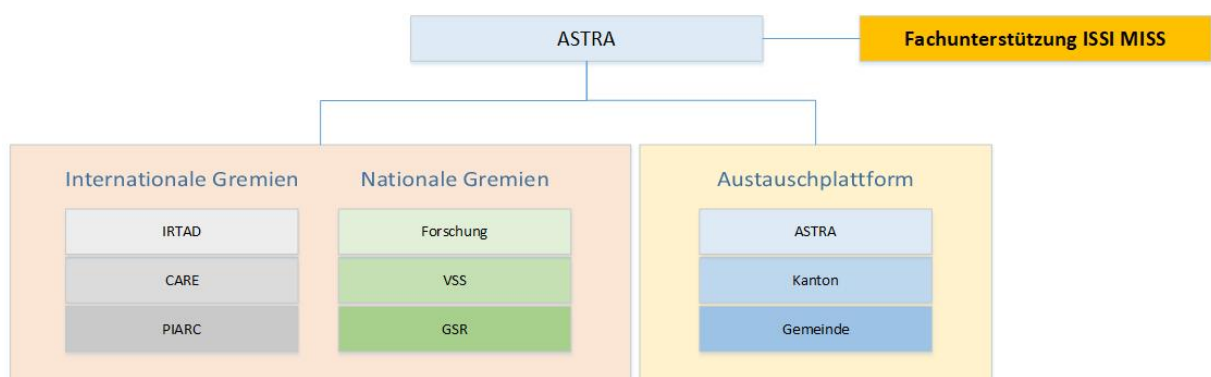 ASTRA
Fachunterstützung ISSI MISS
Internationale Gremien
IRTAD
CARE
PIARC
Nationale Gremien
Forschung
VSS
GSR
Austauschplattform
ASTRA
Kanton
Gemeinde